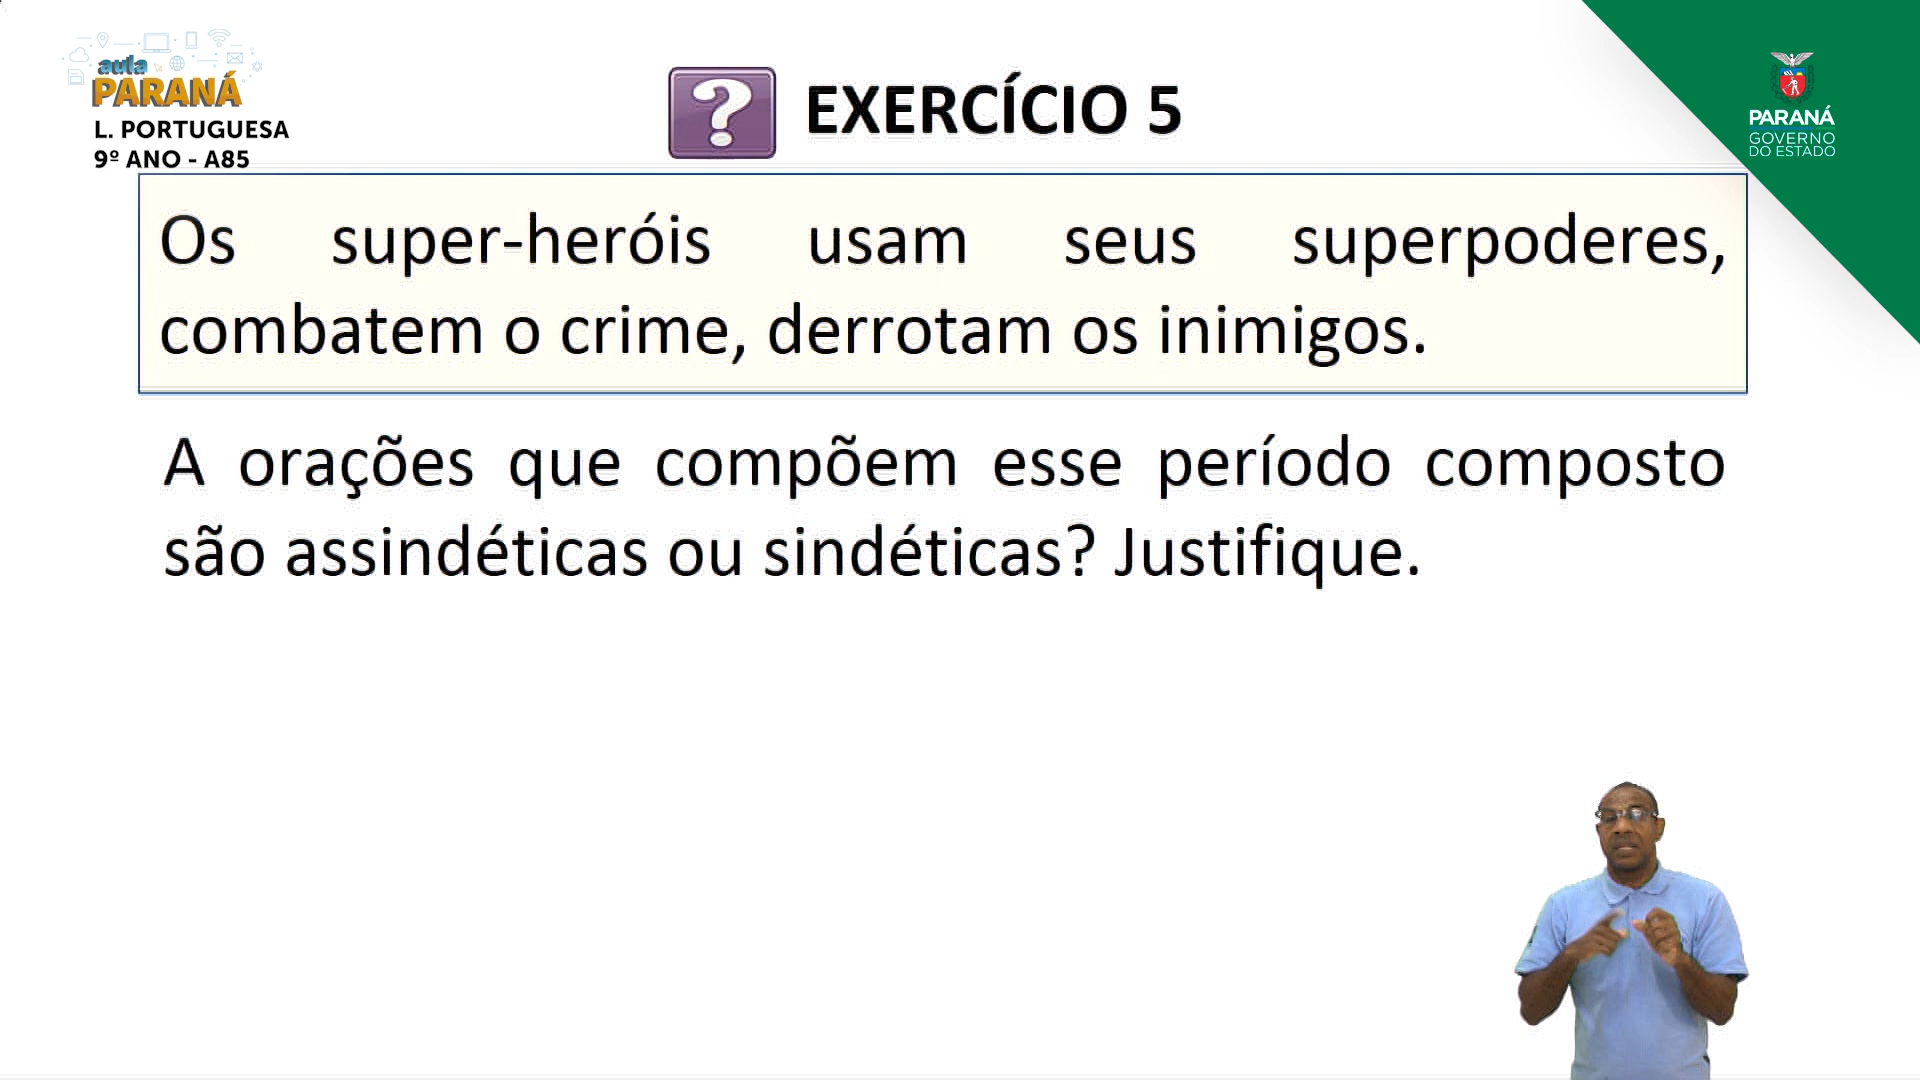 aula
PARANÁ
L. PORTUGUESA
9º ANO - A85
EXERCÍCIO 5
PARANÁ
GOVERNO
DO ESTADO
Os super-heróis usam seus superpoderes,
combatem o crime, derrotam os inimigos.
A orações que compõem esse período composto
são assindéticas ou sindéticas? Justifique.